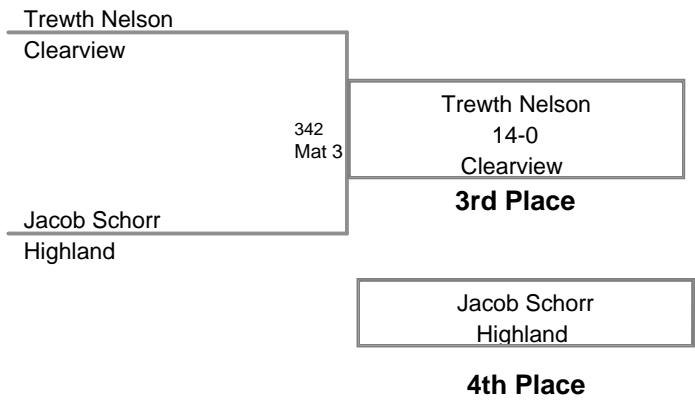 Trewth Nelson
Clearview
Trewth Nelson
14-0
Clearview
342
Mat 3
3rd Place
Jacob Schorr
Highland
Jacob Schorr
Highland
4th Place